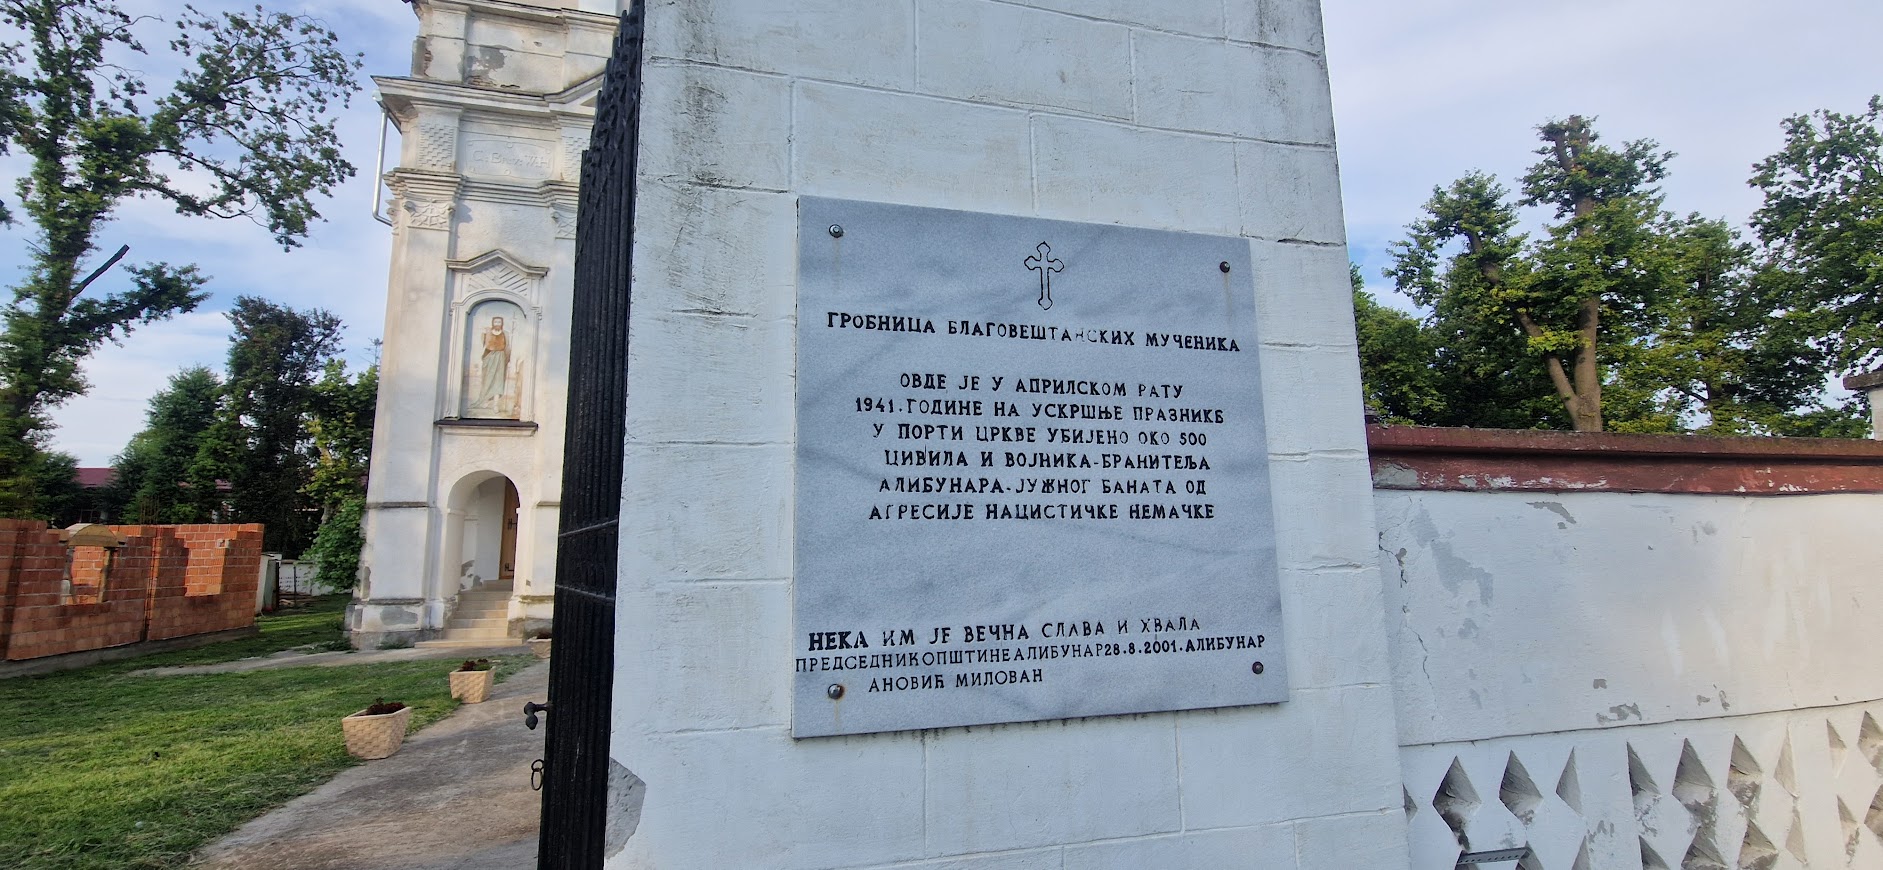 ГРОБНИЦА БЛАГОВЕШТАНСКИХ МУЧЕНИКА
ОВДЕ ЈЕ У АПРИЛСКОМ РАТУ
1941.ГОДИНЕ НА УСКРШЊЕ ПРАЗНИКЕ
У ПОРТИ ЦРКВЕ УБИЈЕНО ОКО 500
ЦИВИЛА И ВОЈНИКА-БРАНИТЕЉА
АЛИБУНАРА.ЈУЖНОГ БАНАТА ОД
АГРЕСИЈЕ НАЦИСТИЧКЕ НЕМАЧКЕ
НЕКА ИМ ЈЕ ВЕЧНА СЛАВА И ХВАЛА
ПРЕДСЕДНИКОПШТИНЕАЛИБУНАР28.8.2001.АЛИБУНАР
АНОВИЋ МИЛОВАН